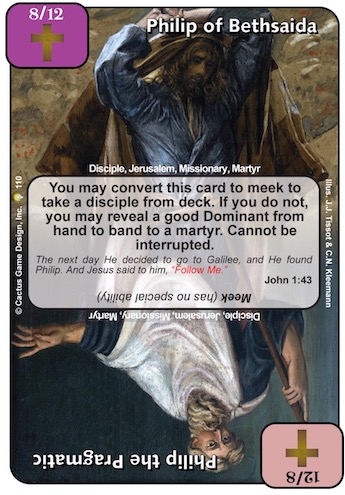 8/12
Philip of Bethsaida
Disciple, Jerusalem, Missionary, Martyr
You may convert this card to meek to
take a disciple from deck. If you do not,
you may reveal a good Dominant from
hand to band to a martyr. Cannot be
interrupted.
The next day He decided to go to Galilee, and He found
Philip. And Jesus said to him, "Follow Me."
John 1:43
Meek (has no special ability)
Disciple, Jerusalem, Missionary, Martyr
Philip the Pragmatic
12/8
© Cactus Game Design, Inc. 110
Illus. J.J. Tissot & C.N. Kleemann